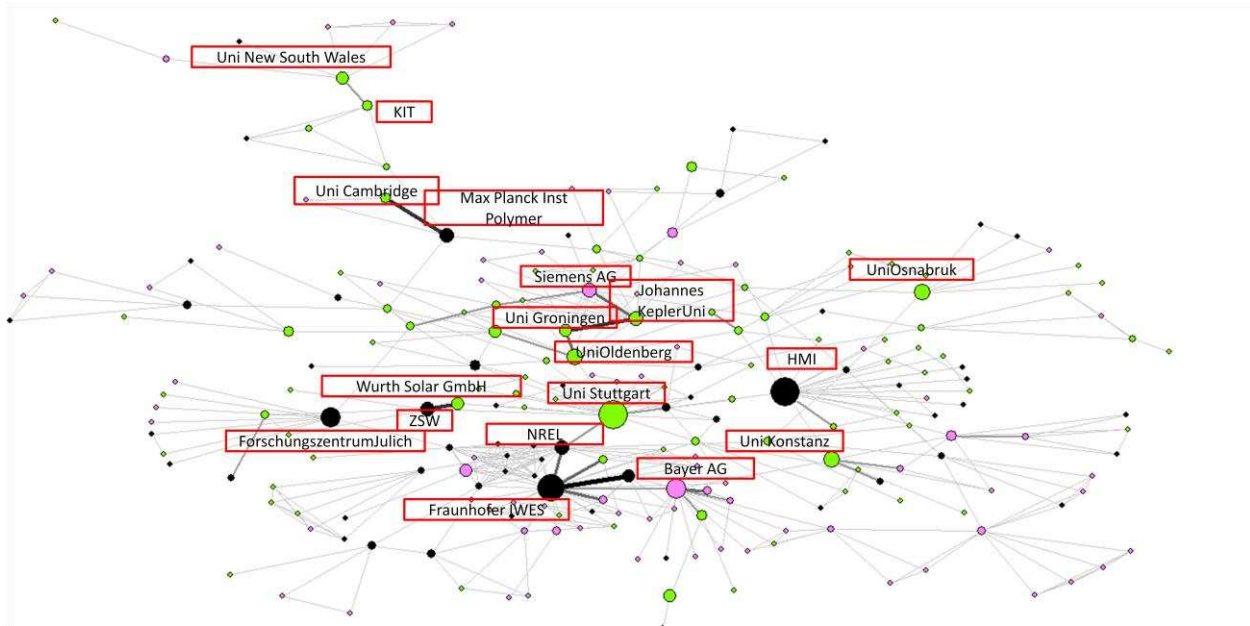 Uni New South Wales
KIT
Uni Cambridge
Max Planck Inst
Polymer
UniOsnabruk
Siemens AG
Johannes
KeplerUni
Uni Groningen
UniOldenberg
HMI
Wurth Solar GmbH
Uni Stuttgart
ZSW
NREL
ForschungszentrumJulich
Uni Konstanz
Bayer AG
Fraunhofer IWES